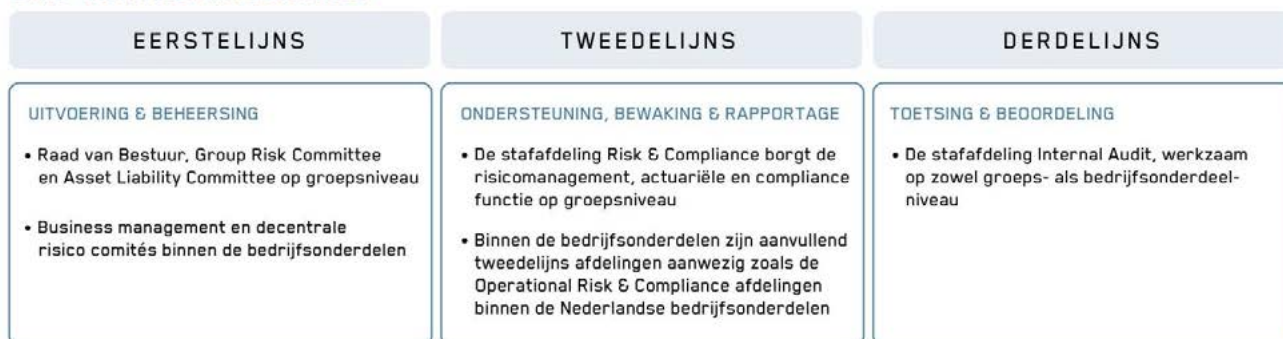 EERSTELIJNS
UITVOERING & BEHEERSING
• Raad van Bestuur, Group Risk Committee
en Asset Liability Committee op groepsniveau
• Business management en decentrale
risico comités binnen de bedrijfsonderdelen
TWEEDELIJNS
ONDERSTEUNING, BEWAKING & RAPPORTAGE
• De stafafdeling Risk & Compliance borgt de
risicomanagement, actuariële en compliance
functie op groepsniveau
• Binnen de bedrijfsonderdelen zijn aanvullend
tweedelijns afdelingen aanwezig zoals de
Operational Risk & Compliance afdelingen
binnen de Nederlandse bedrijfsonderdelen
DERDELIJNS
TOETSING & BEOORDELING
• De stafafdeling Internal Audit, werkzaam
op zowel groeps- als bedrijfsonderdeel-
niveau